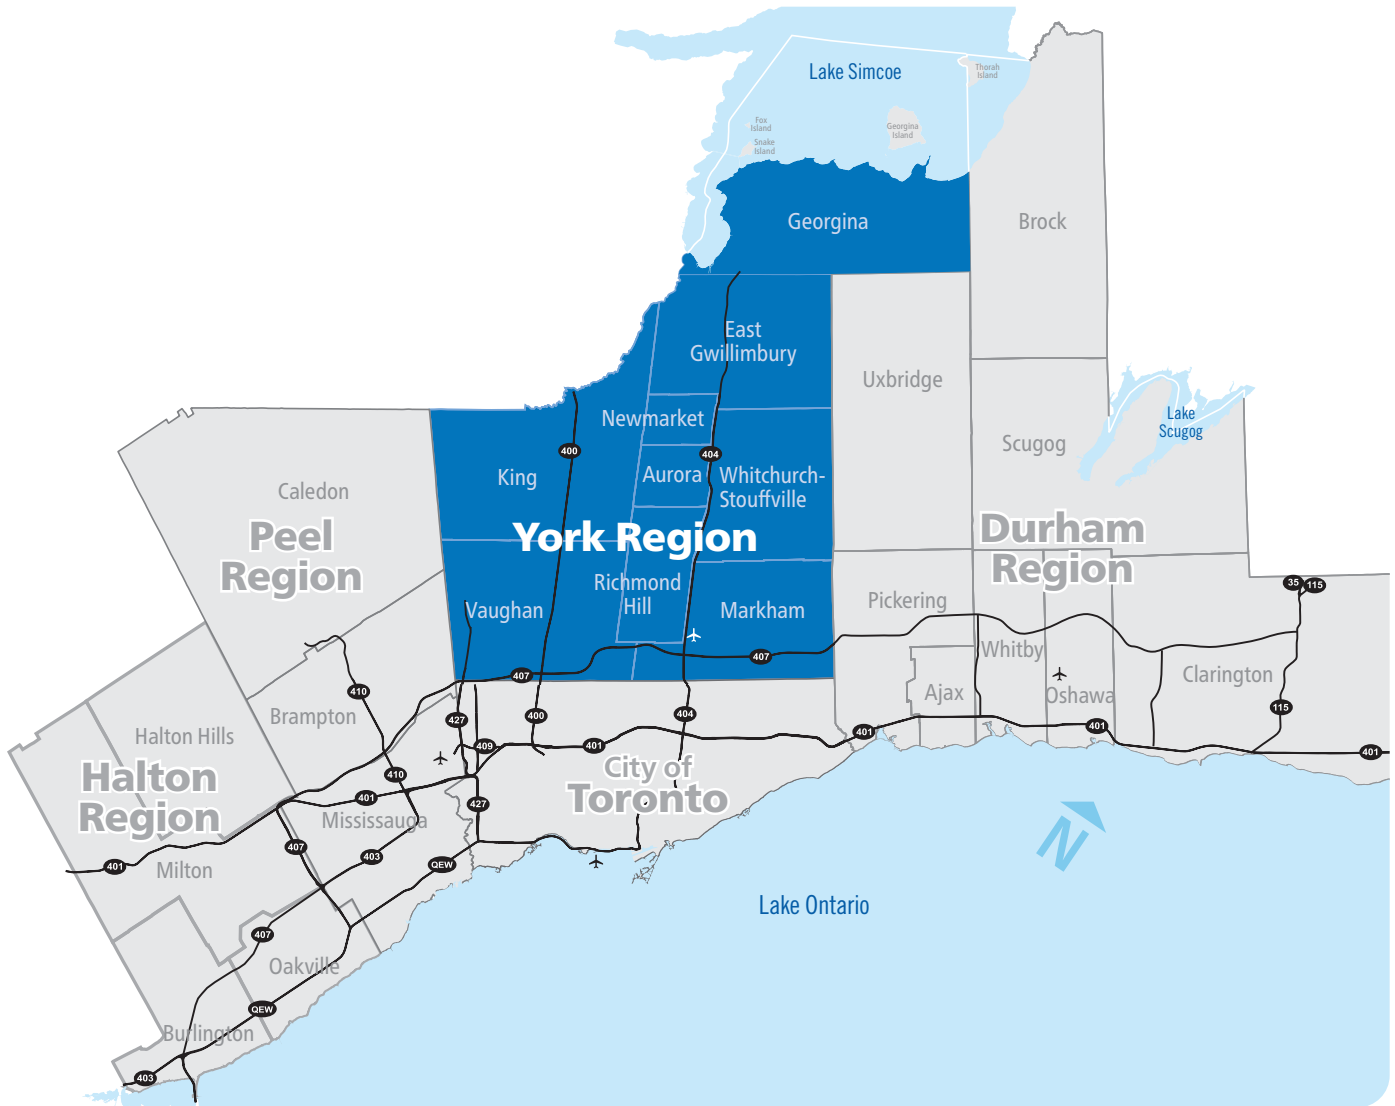 Lake Simcoe
Thorah
Island
Fox
Island
Snake
Island
Georgina
Island
Georgina
Brock
East
Gwillimbury
Uxbridge
Newmarket
Lake
Scugog
Scugog
400
404
King
Aurora
Whitchurch-
Stouffville
Caledon
Peel
Region
York Region
Durham
Region
Richmond
Hill
Vaughan
Markham
Pickering
35
115
Whitby
407
407
Ajax
Oshawa
Clarington
410
Brampton
427
400
404
401
401
115
Halton Hills
409
401
401
City of
Toronto
Halton
Region
410
401
427
Mississauga
407
403
QEW
401
Milton
Lake Ontario
N
407
Oakville
QEW
Burlington
403